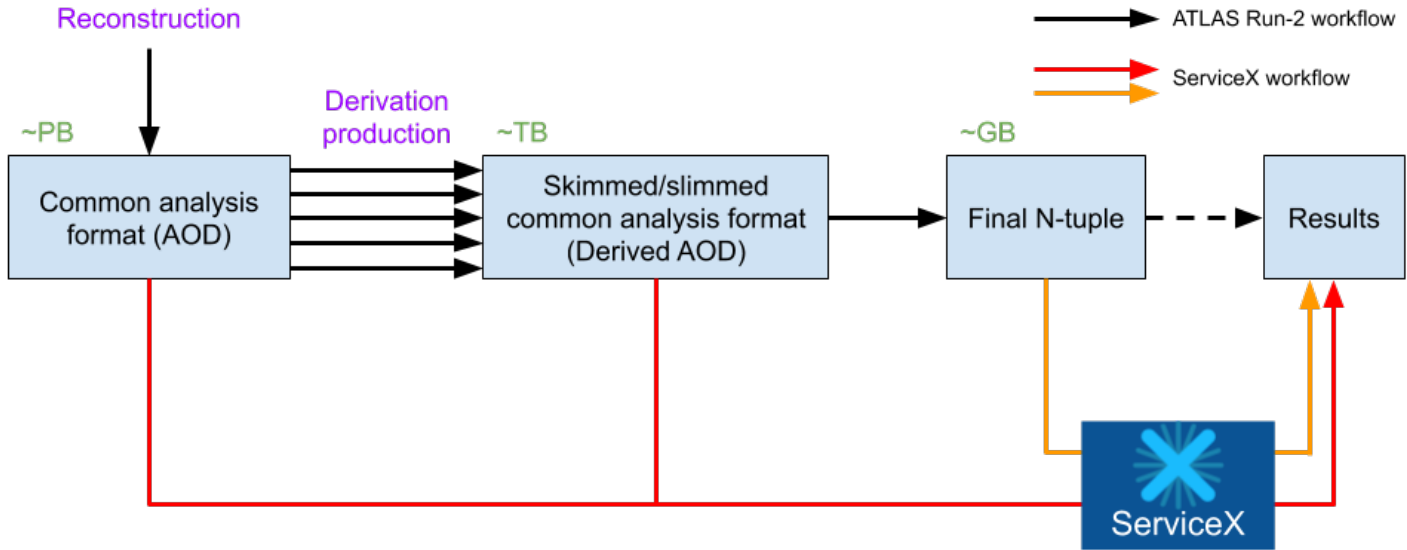 Reconstruction
ATLAS Run-2 workflow
ServiceX workflow
Derivation
production
~PB
~TB
~GB
Common analysis
format (AOD)
Skimmed/slimmed
common analysis format
(Derived AOD)
Final N-tuple
Results
ServiceX